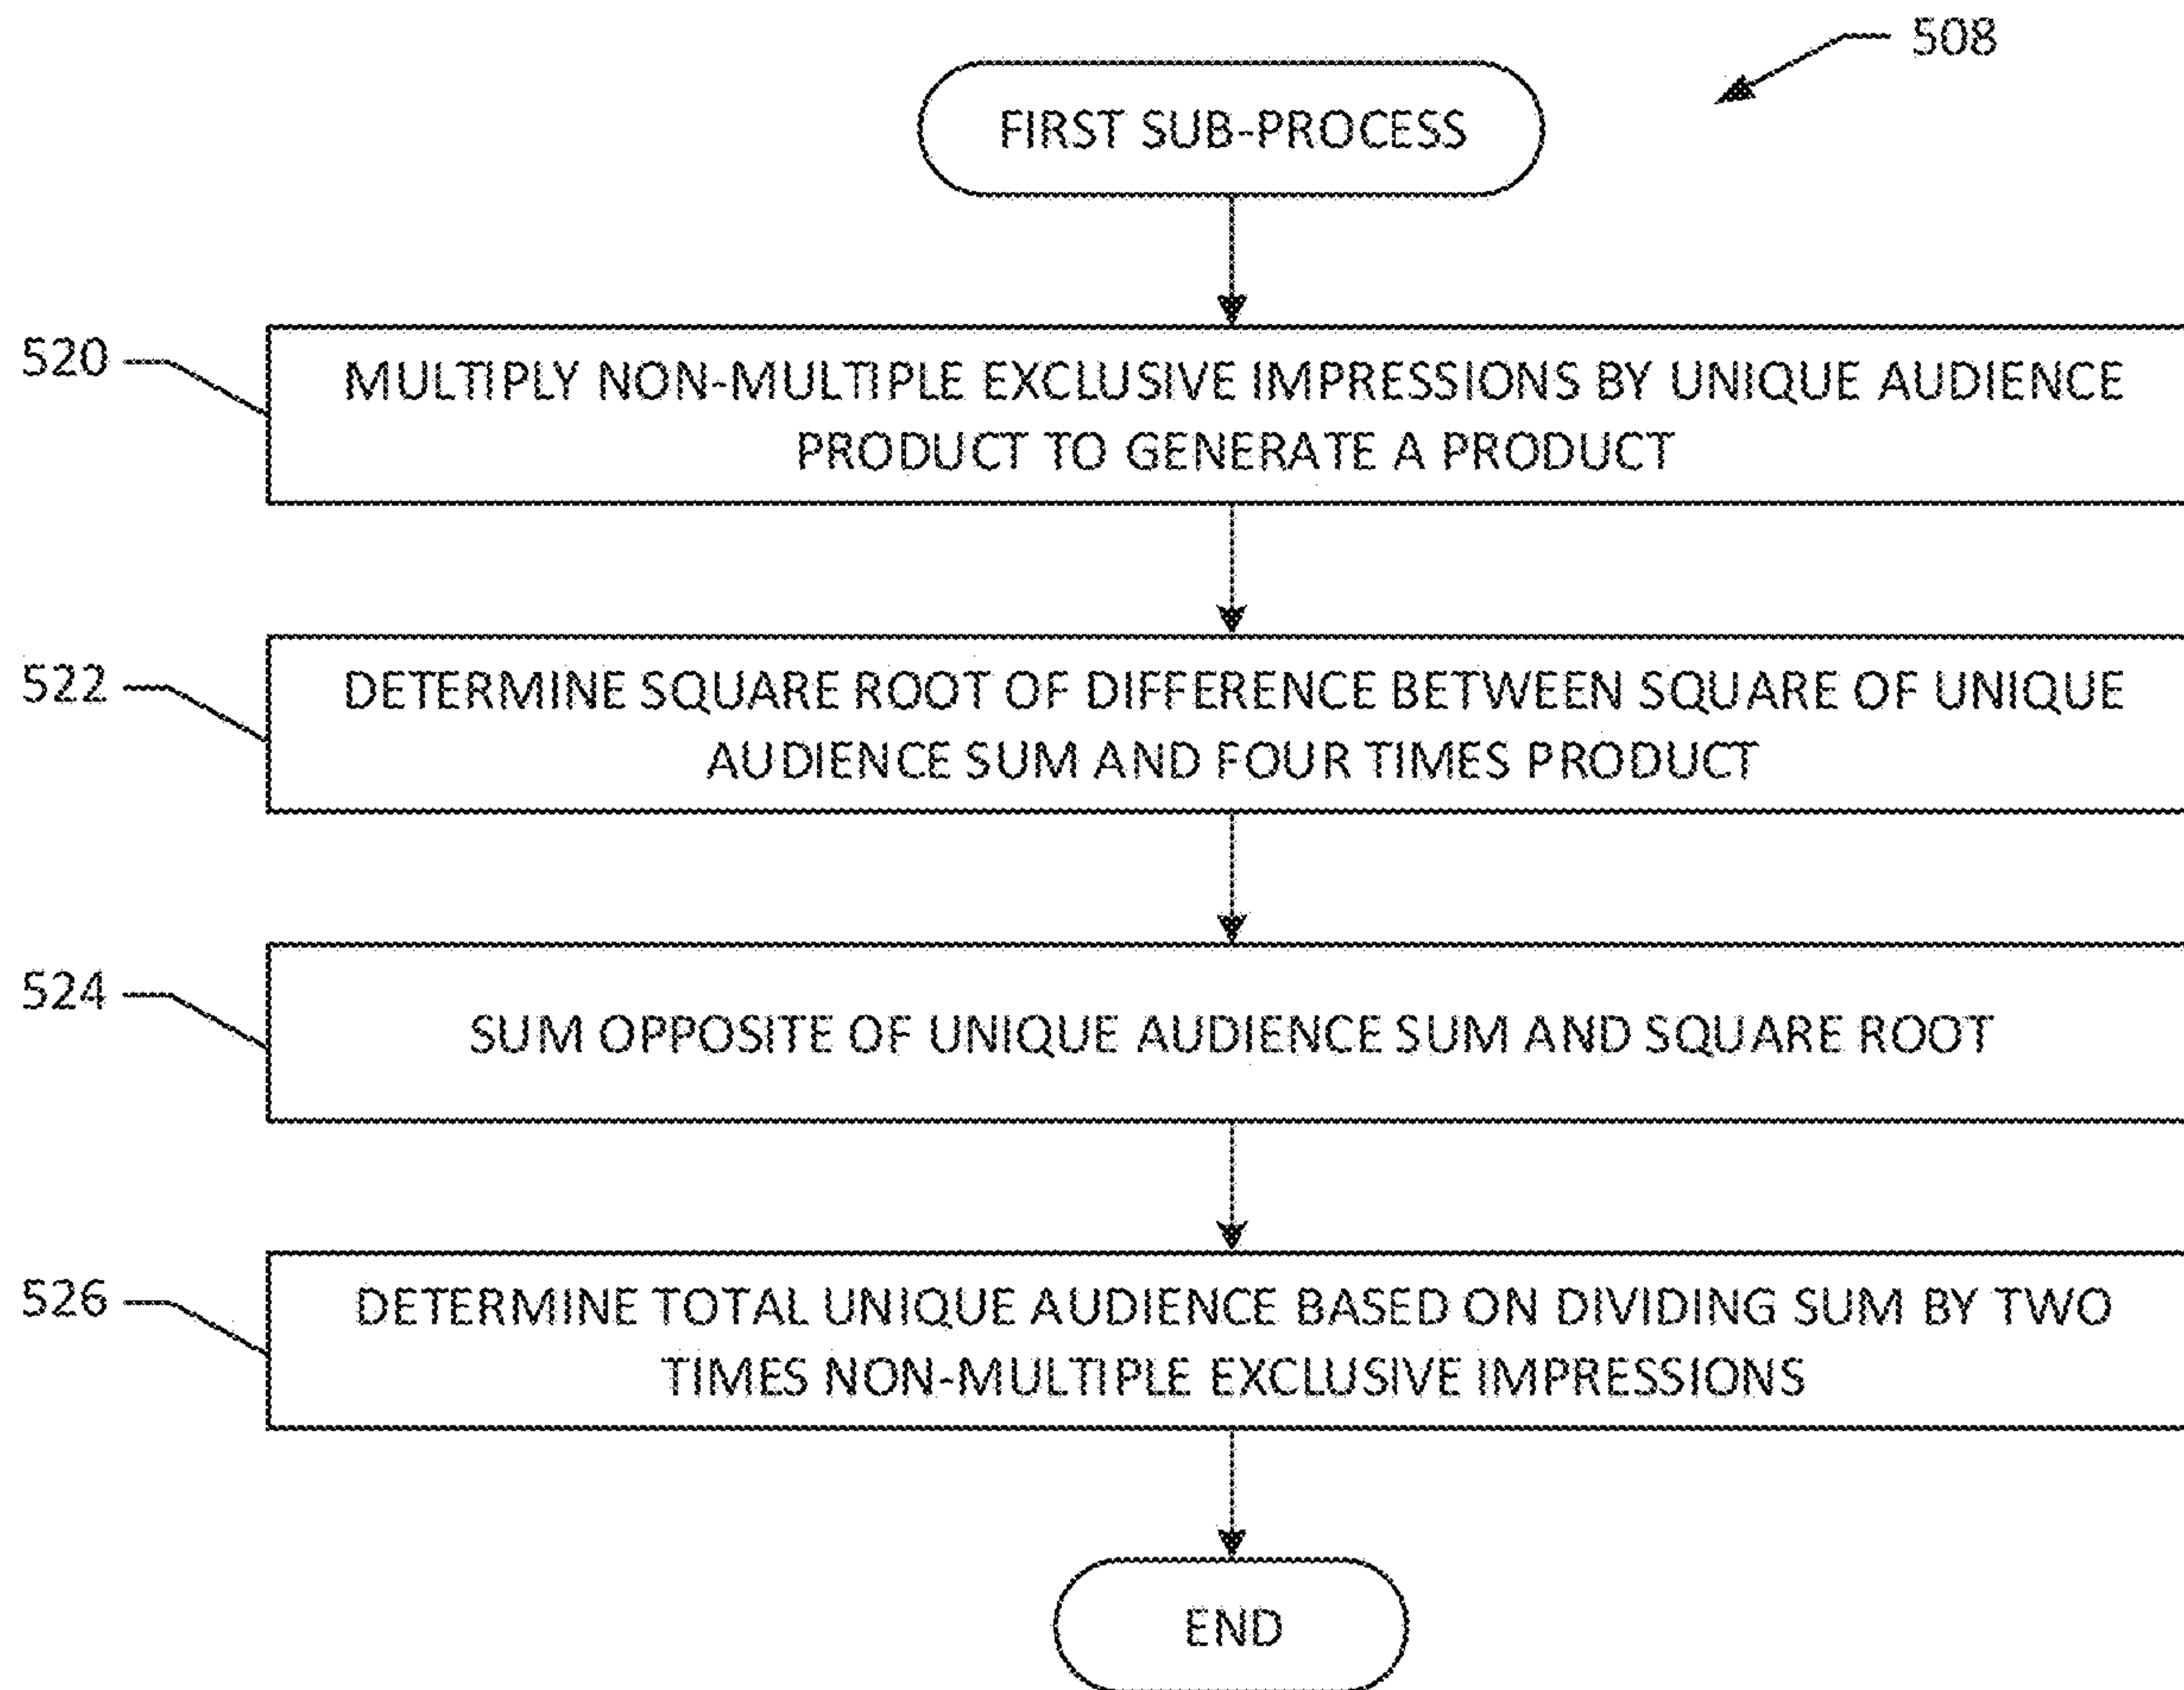 508
FIRST SUB-PROCESS
520
MULTIPLY NON-MULTIPLE EXCLUSIVE IMPRESSIONS BY UNIQUE AUDIENCE
PRODUCT TO GENERATE A PRODUCT
522
DETERMINE SQUARE ROOT OF DIFFERENCE BETWEEN SQUARE OF UNIQUE
AUDIENCE SUM AND FOUR TIMES PRODUCT
524
SUM OPPOSITE OF UNIQUE AUDIENCE SUM AND SQUARE ROOT
526
DETERMINE TOTAL UNIQUE AUDIENCE BASED ON DIVIDING SUM BY TWO
TIMES NON-MULTIPLE EXCLUSIVE IMPRESSIONS
END